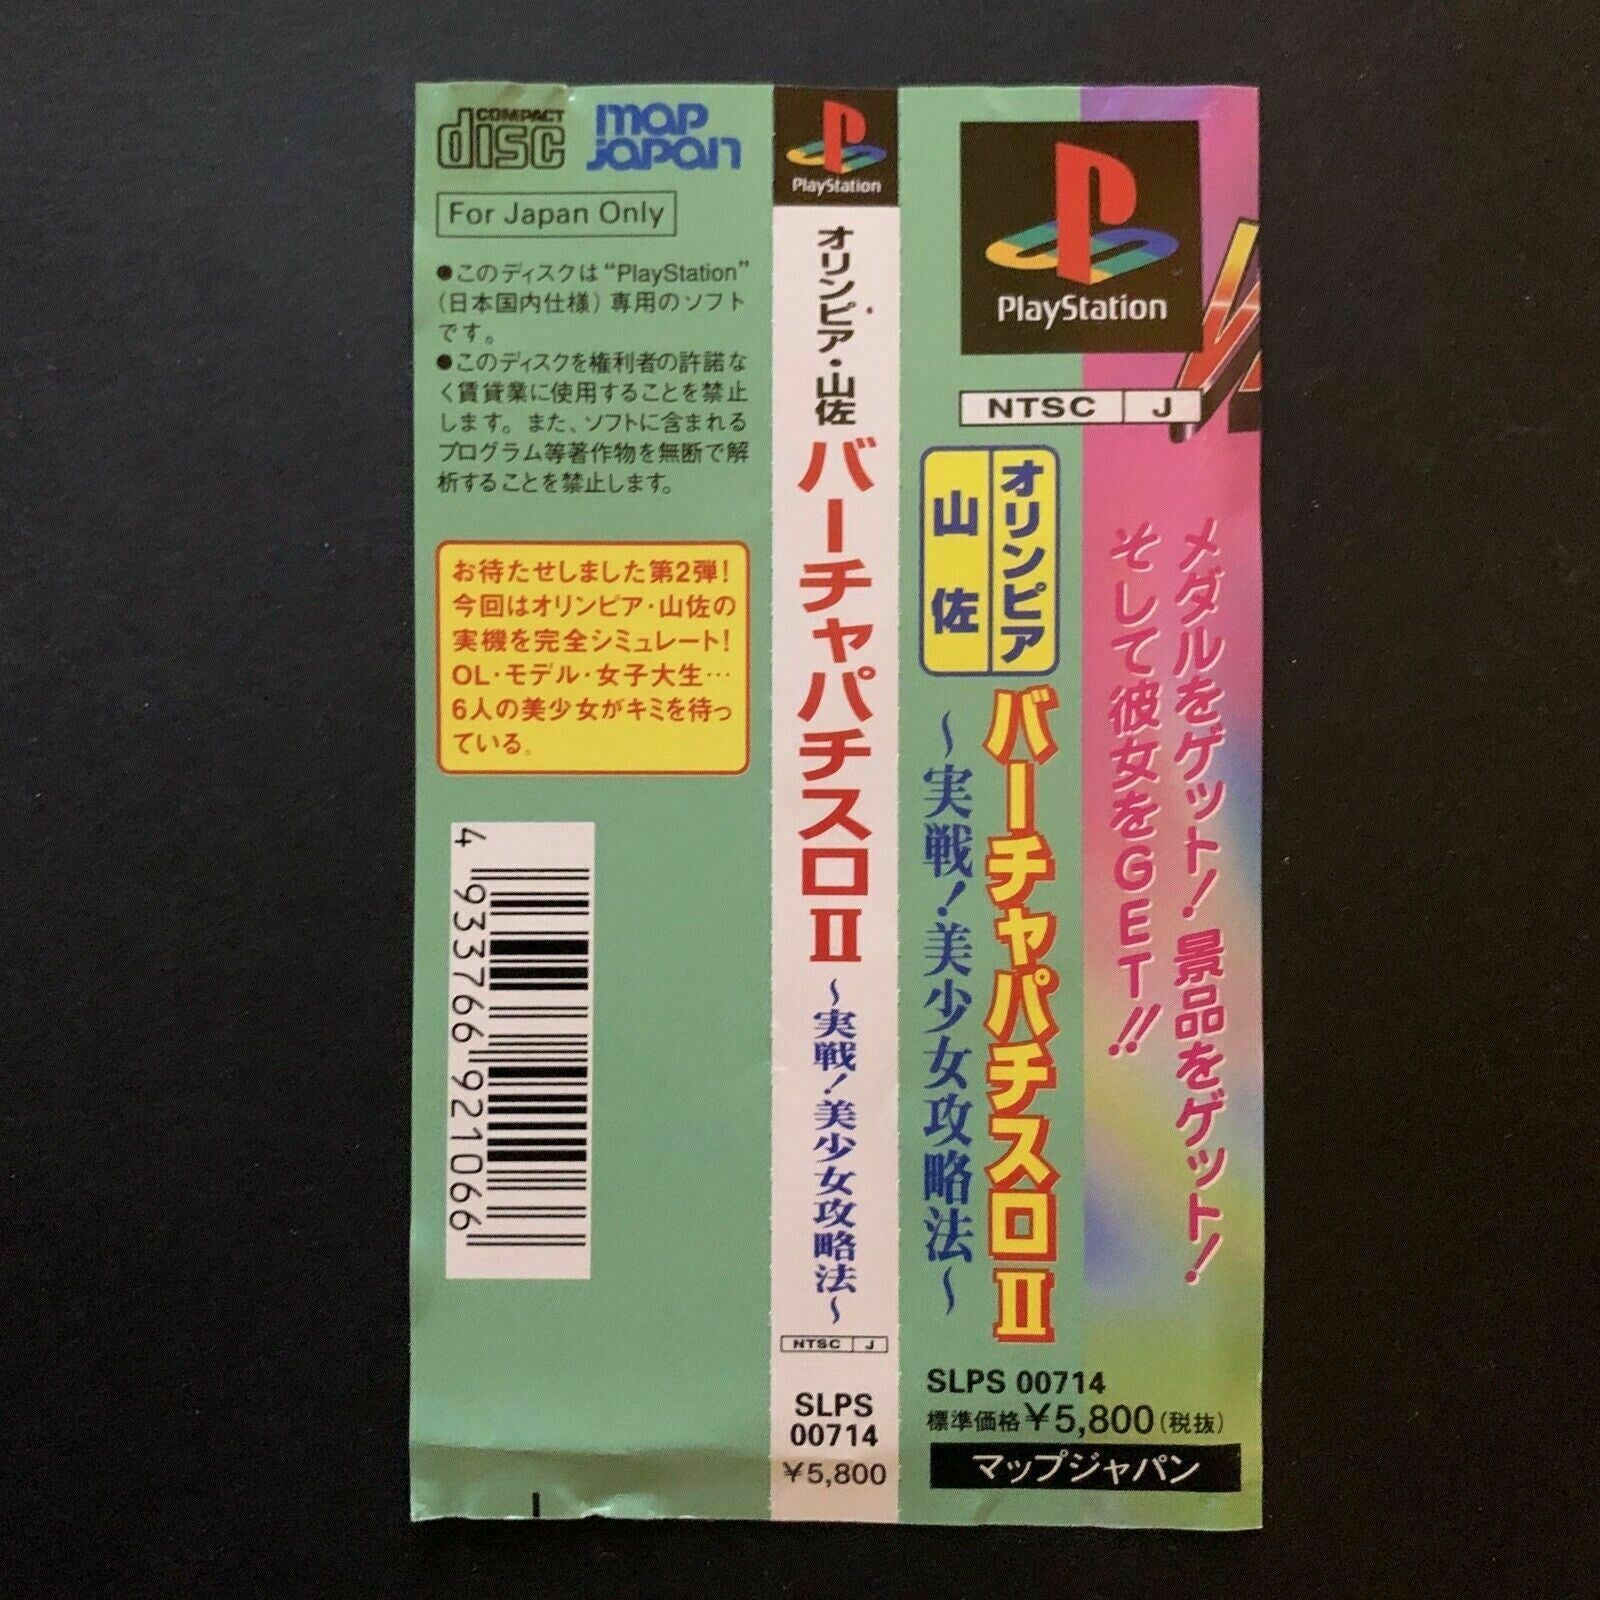 COMPACT
disc
map
japan
For Japan Only
●このディスクは“PlayStation”
（日本国内仕様）専用のソフト
です。
●このディスクを権利者の許諾な
く賃貸業に使用することを禁止
します。また、ソフトに含まれる
プログラム等著作物を無断で解
析することを禁止します。
お待たせしました第2弾！
今回はオリンピア・山佐の
実機を完全シミュレート！
OL・モデル・女子大生…
6人の美少女がキミを待っ
ている。
4 933766 921066
PlayStation
オリンピア・山佐
バーチャパチスロII
～実戦！美少女攻略法～
NTSC J
SLPS
00714
￥5,800
PlayStation
NTSC J
オリンピア
山佐
バーチャパチスロII
～実戦！美少女攻略法～
メダルをゲット！景品をゲット！
そして彼女をGET!!
SLPS 00714
標準価格￥5,800（税抜）
マップジャパン